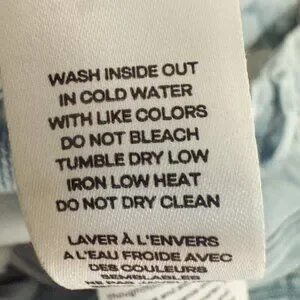 WASH INSIDE OUT
IN COLD WATER
WITH LIKE COLORS
DO NOT BLEACH
TUMBLE DRY LOW
IRON LOW HEAT
DO NOT DRY CLEAN
LAVER À L'ENVERS
A L'EAU FROIDE AVEC
DES COULEURS
SEMBLABLES